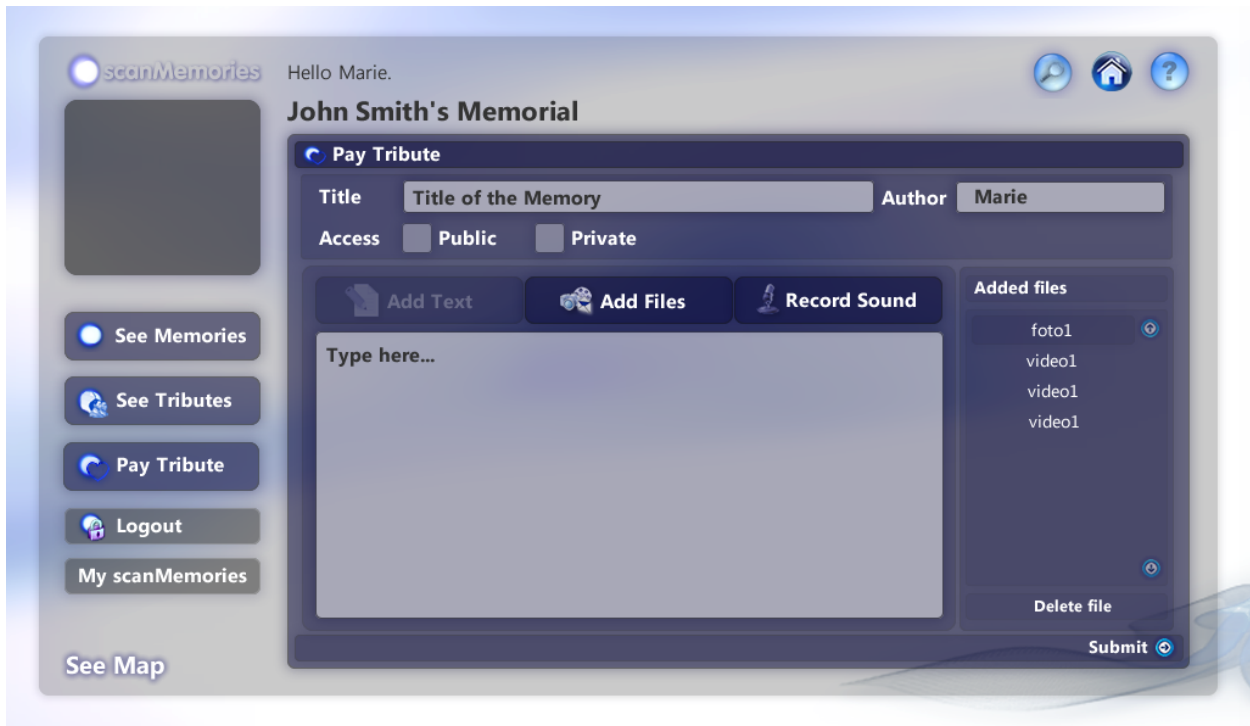 scanMemories
Hello Marie.
?
John Smith's Memorial
Pay Tribute
Title
Title of the Memory
Author
Marie
Access
Public
Private
Add Text
Add Files
Record Sound
Type here...
Added files
foto1
video1
video1
video1
Delete file
Submit
See Memories
See Tributes
Pay Tribute
Logout
My scanMemories
See Map